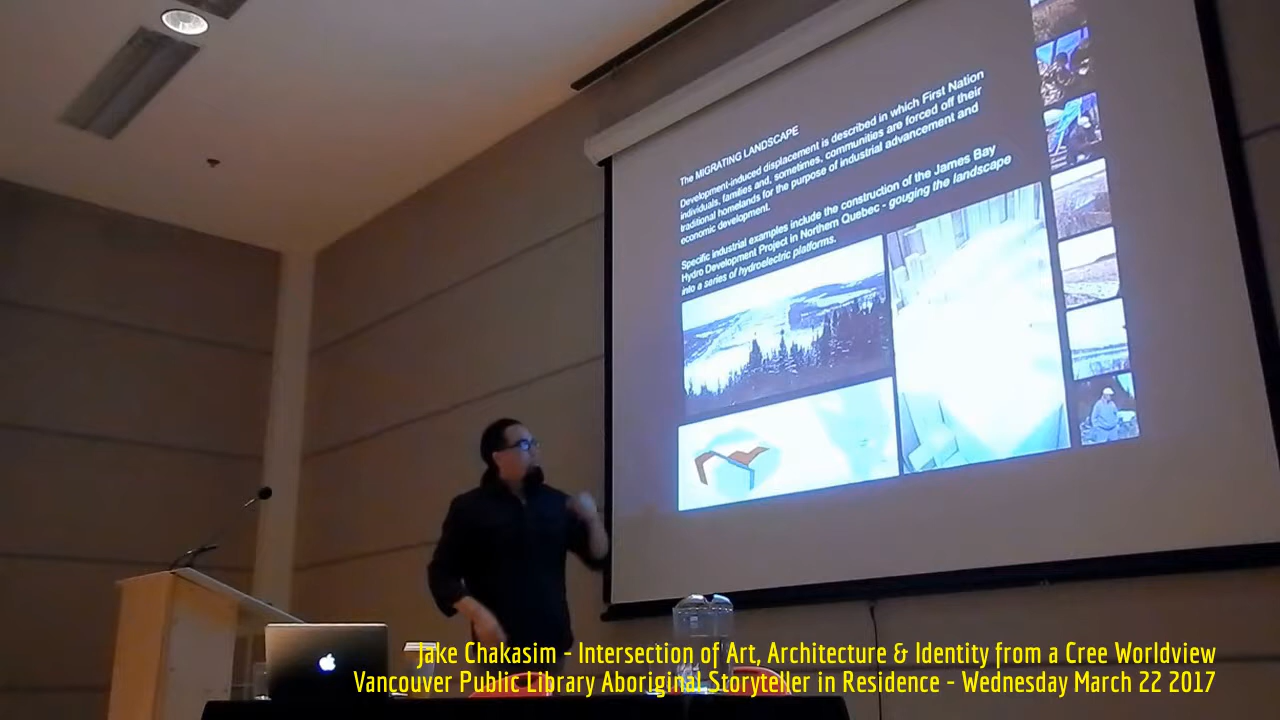 The MIGRATING LANDSCAPE
Development-induced displacement is described in which First Nation
individuals, families and, sometimes, communities are forced off their
traditional homelands for the purpose of industrial advancement and
economic development.
Specific industrial examples include the construction of the James Bay
Hydro Development Project in Northern Quebec - gouging the landscape
into a series of hydroelectric platforms.
Jake Chakasim - Intersection of Art, Architecture & Identity from a Cree Worldview
Vancouver Public Library Aboriginal Storyteller in Residence - Wednesday March 22 2017